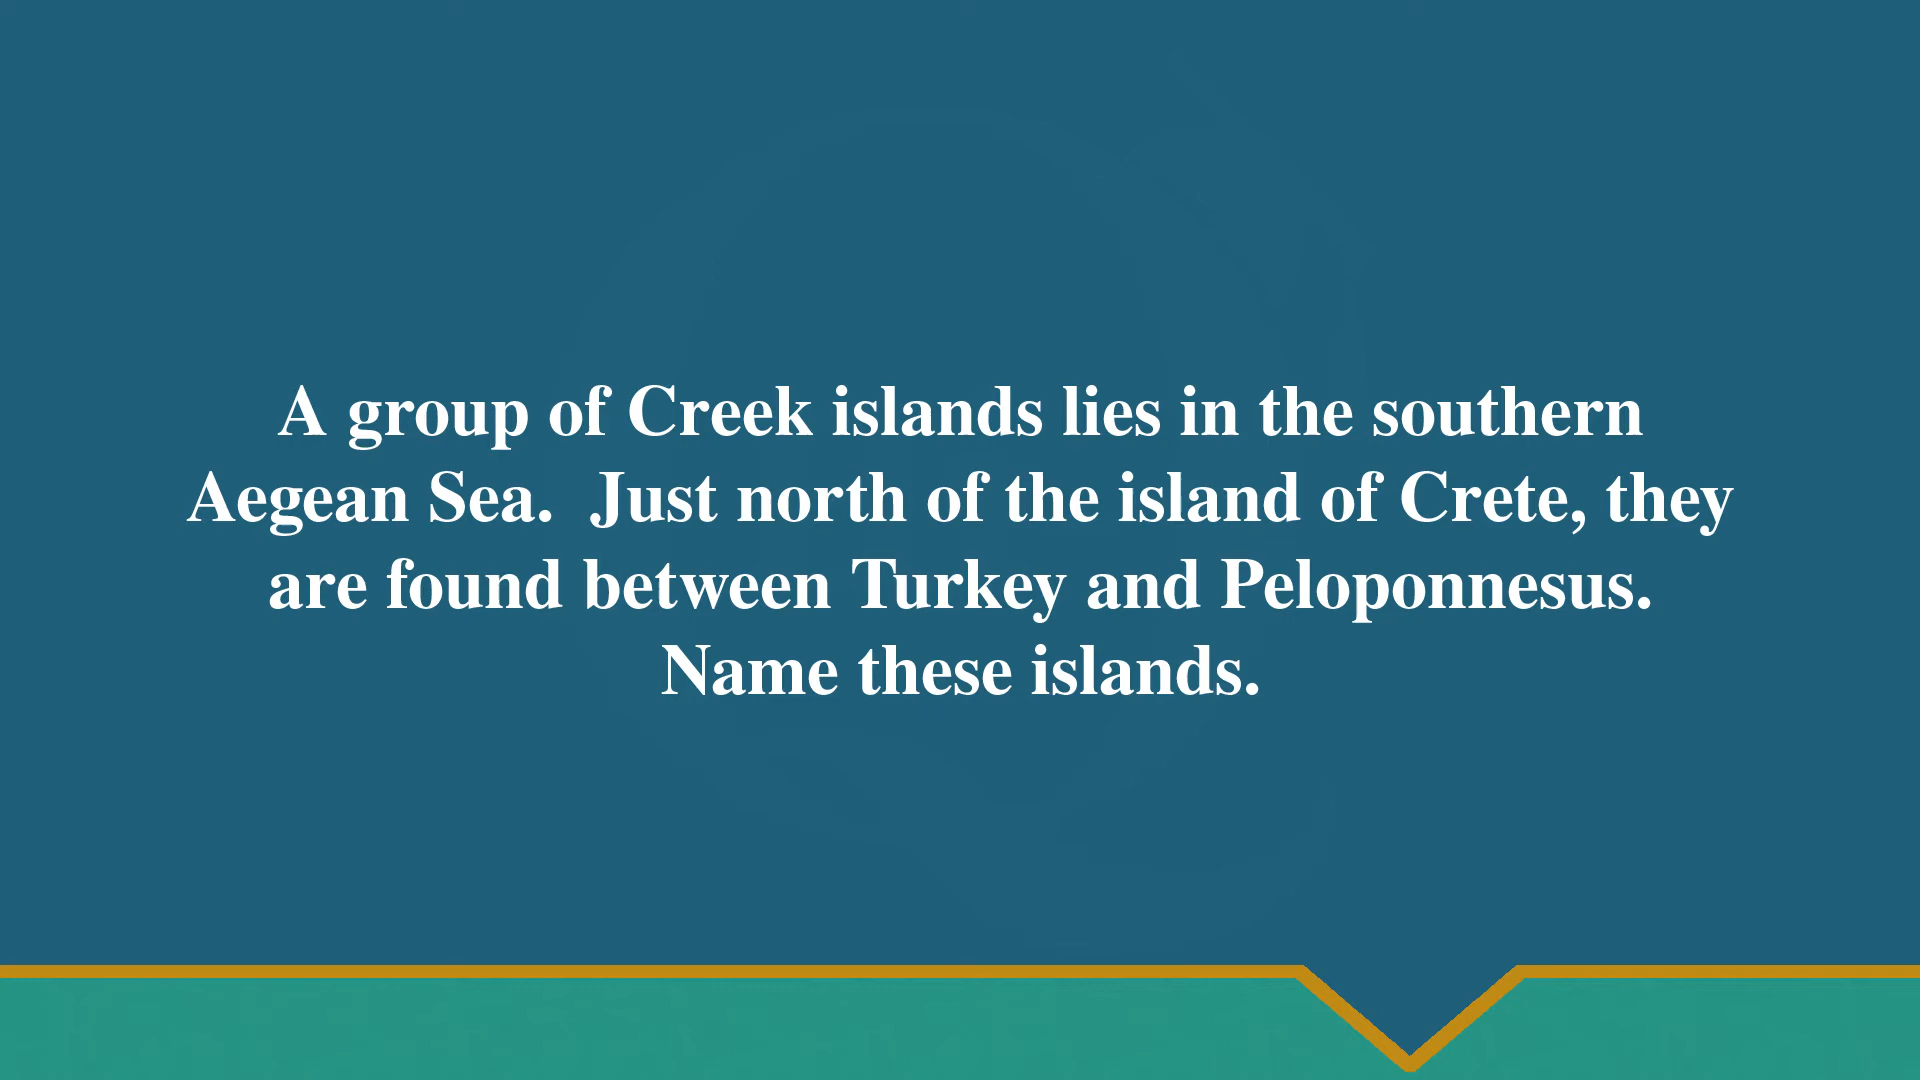 A group of Creek islands lies in the southern
Aegean Sea.  Just north of the island of Crete, they
are found between Turkey and Peloponnesus.
Name these islands.